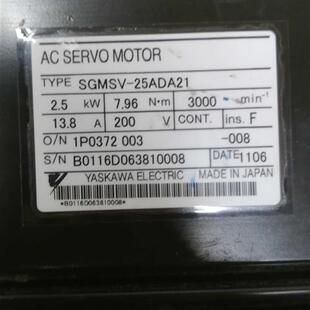 AC SERVO MOTOR
TYPE SGMSV-25ADA21
2.5 kW 7.96 N·m 3000 min⁻¹
13.8 A 200 V CONT. ins. F
O/N 1P0372 003 -008
S/N B0116D063810008 DATE 1106
YASKAWA ELECTRIC MADE IN JAPAN
*B0116D063810008*